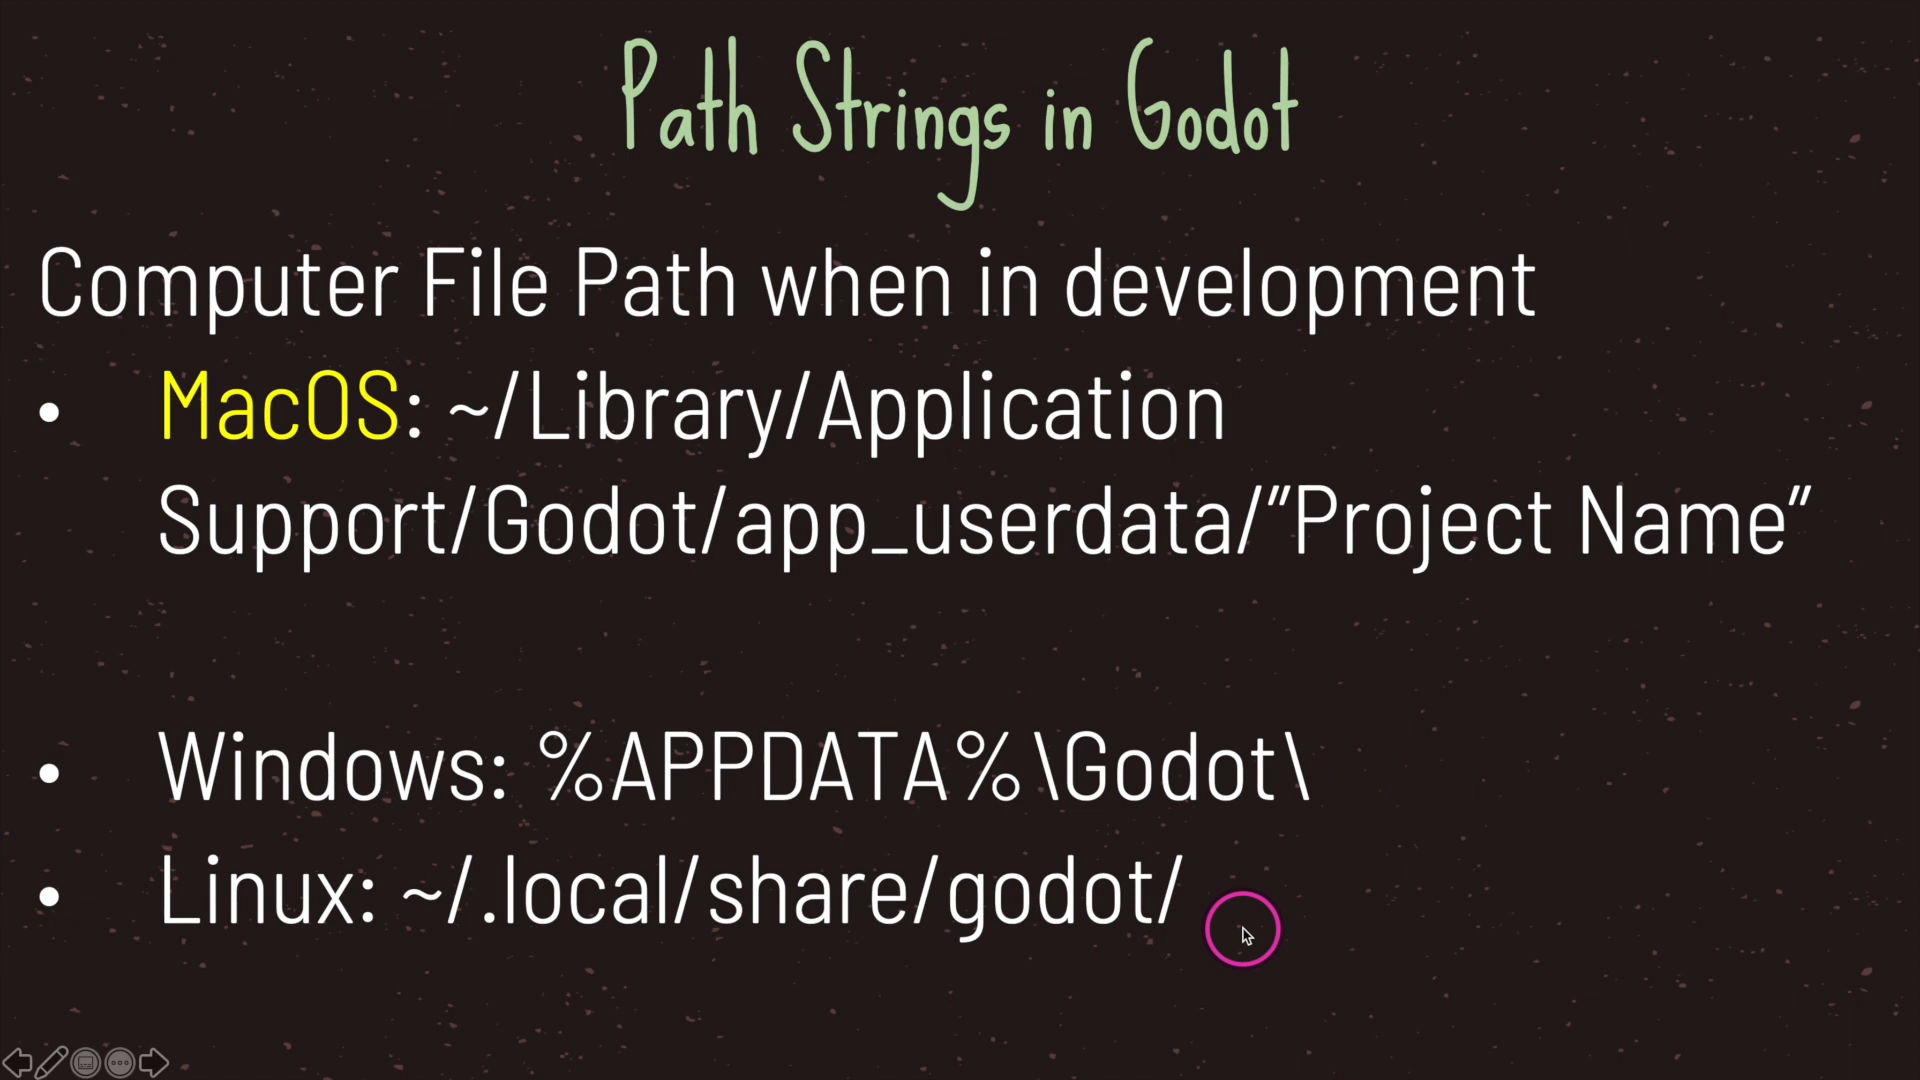 Path Strings in Godot
Computer File Path when in development
• MacOS: ~/Library/Application
Support/Godot/app_userdata/"Project Name"
• Windows: %APPDATA%\Godot\
• Linux: ~/.local/share/godot/